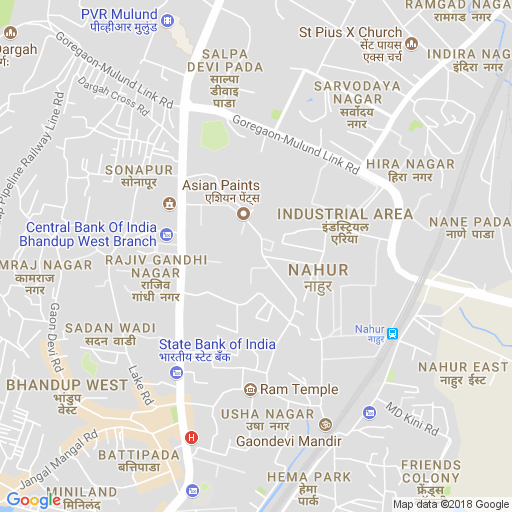 RAMGAD NAGAR
रामगड नगर
PVR Mulund
पीव्हीआर मुलुंड
St Pius X Church
सेंट पायस
एक्स चर्च
Dargah
Goregaon-Mulund Link Rd
SALPA
DEVI PADA
साल्पा
डीवाइ
पाडा
INDIRA NAG
इंदिरा नगर
Dargah Cross Rd
SARVODAYA
NAGAR
सर्वोदय
नगर
Pipeline Railway Line Rd
Goregaon-Mulund Link Rd
SONAPUR
सोनापूर
HIRA NAGAR
हिरा नगर
Asian Paints
एशियन पेंट्स
INDUSTRIAL AREA
इंडस्ट्रियल
एरिया
NANE PADA
नाणे पाडा
Central Bank Of India
Bhandup West Branch
MRAJ NAGAR
कामराज
नगर
RAJIV GANDHI
NAGAR
राजिव
गांधी नगर
NAHUR
नाहुर
Gaon Devi Rd
SADAN WADI
सदन वाडी
Nahur
नाहुर
State Bank of India
भारतीय स्टेट बँक
NAHUR EAST
नाहुर ईस्ट
BHANDUP WEST
भांडुप
वेस्ट
Lake Rd
Ram Temple
USHA NAGAR
उषा नगर
MD Kini Rd
Gaondevi Mandir
H
Jangal Mangal Rd
BATTIPADA
बत्तिपाडा
FRIENDS
COLONY
फ्रेंड्स
HEMA PARK
हेमा
पार्क
MINILAND
मिनिलंद
Google
Map data ©2018 Google